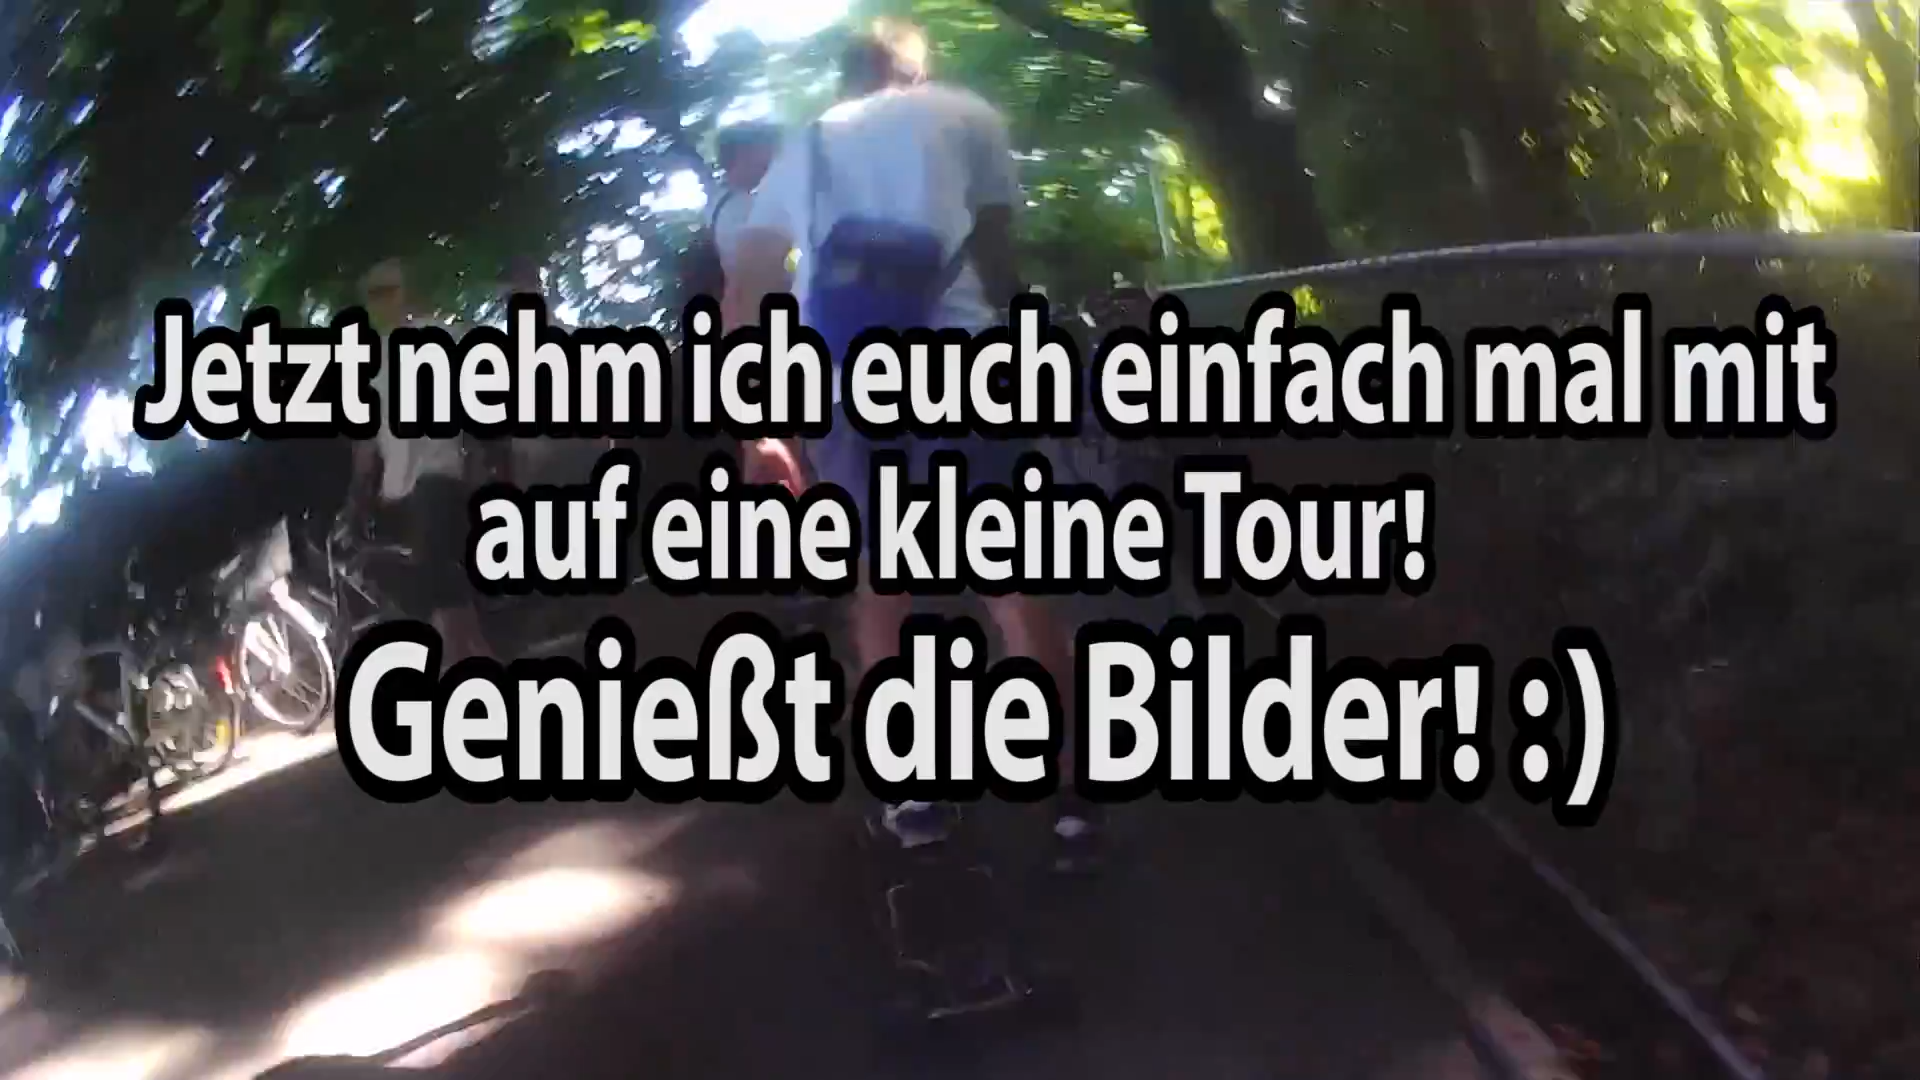 Jetzt nehm ich euch einfach mal mit
auf eine kleine Tour!
Genießt die Bilder! :)